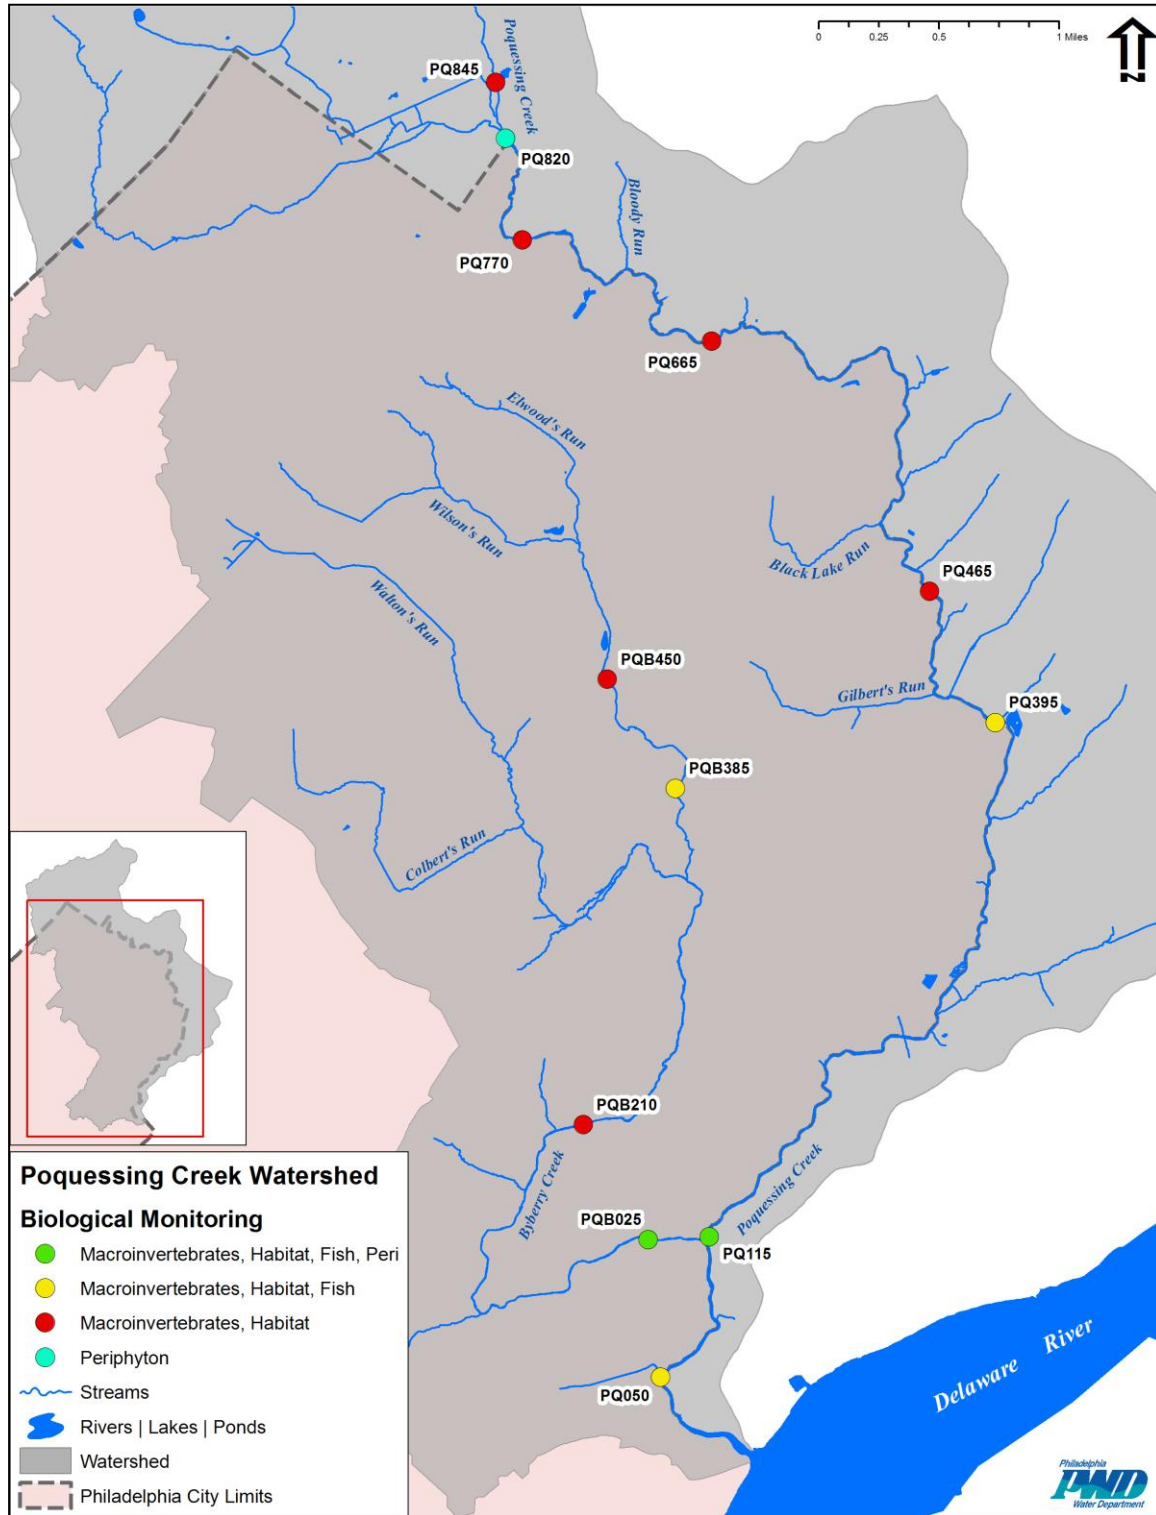 0 0.25 0.5 1 Miles
N
Poquessing Creek
PQ845
PQ820
Bloody Run
PQ770
PQ665
Elwood's Run
Wilson's Run
Black Lake Run
PQ465
Walton's Run
PQB450
Gilbert's Run
PQ395
PQB385
Colbert's Run
PQB210
Byberry Creek
Poquessing Creek
PQB025
PQ115
PQ050
Delaware River
Poquessing Creek Watershed
Biological Monitoring
Macroinvertebrates, Habitat, Fish, Peri
Macroinvertebrates, Habitat, Fish
Macroinvertebrates, Habitat
Periphyton
Streams
Rivers | Lakes | Ponds
Watershed
Philadelphia City Limits
Philadelphia
PWD
Water Department